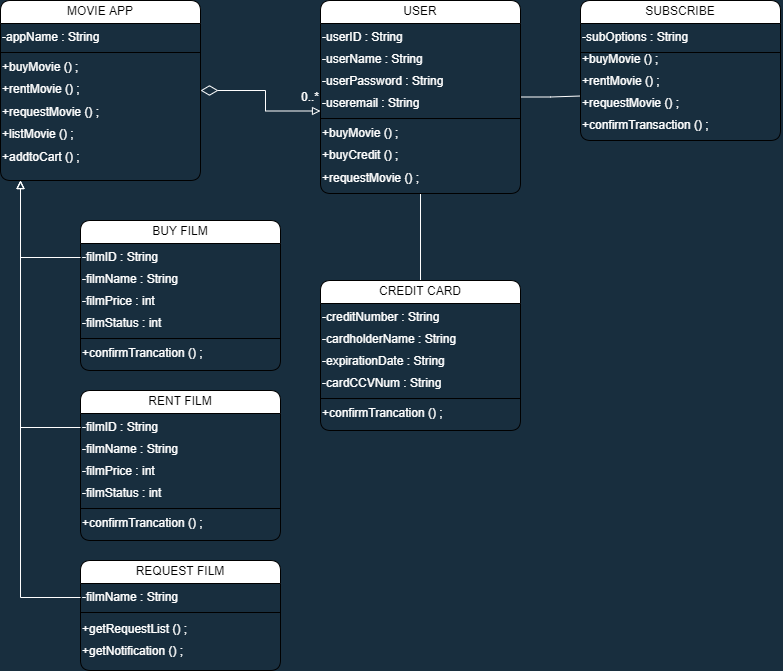 MOVIE APP
-appName : String
+buyMovie () ;
+rentMovie () ;
+requestMovie () ;
+listMovie () ;
+addtoCart () ;
0..*
USER
-userID : String
-userName : String
-userPassword : String
-useremail : String
+buyMovie () ;
+buyCredit () ;
+requestMovie () ;
SUBSCRIBE
-subOptions : String
+buyMovie () ;
+rentMovie () ;
+requestMovie () ;
+confirmTransaction () ;
BUY FILM
-filmID : String
-filmName : String
-filmPrice : int
-filmStatus : int
+confirmTrancation () ;
CREDIT CARD
-creditNumber : String
-cardholderName : String
-expirationDate : String
-cardCCVNum : String
+confirmTrancation () ;
RENT FILM
-filmID : String
-filmName : String
-filmPrice : int
-filmStatus : int
+confirmTrancation () ;
REQUEST FILM
-filmName : String
+getRequestList () ;
+getNotification () ;